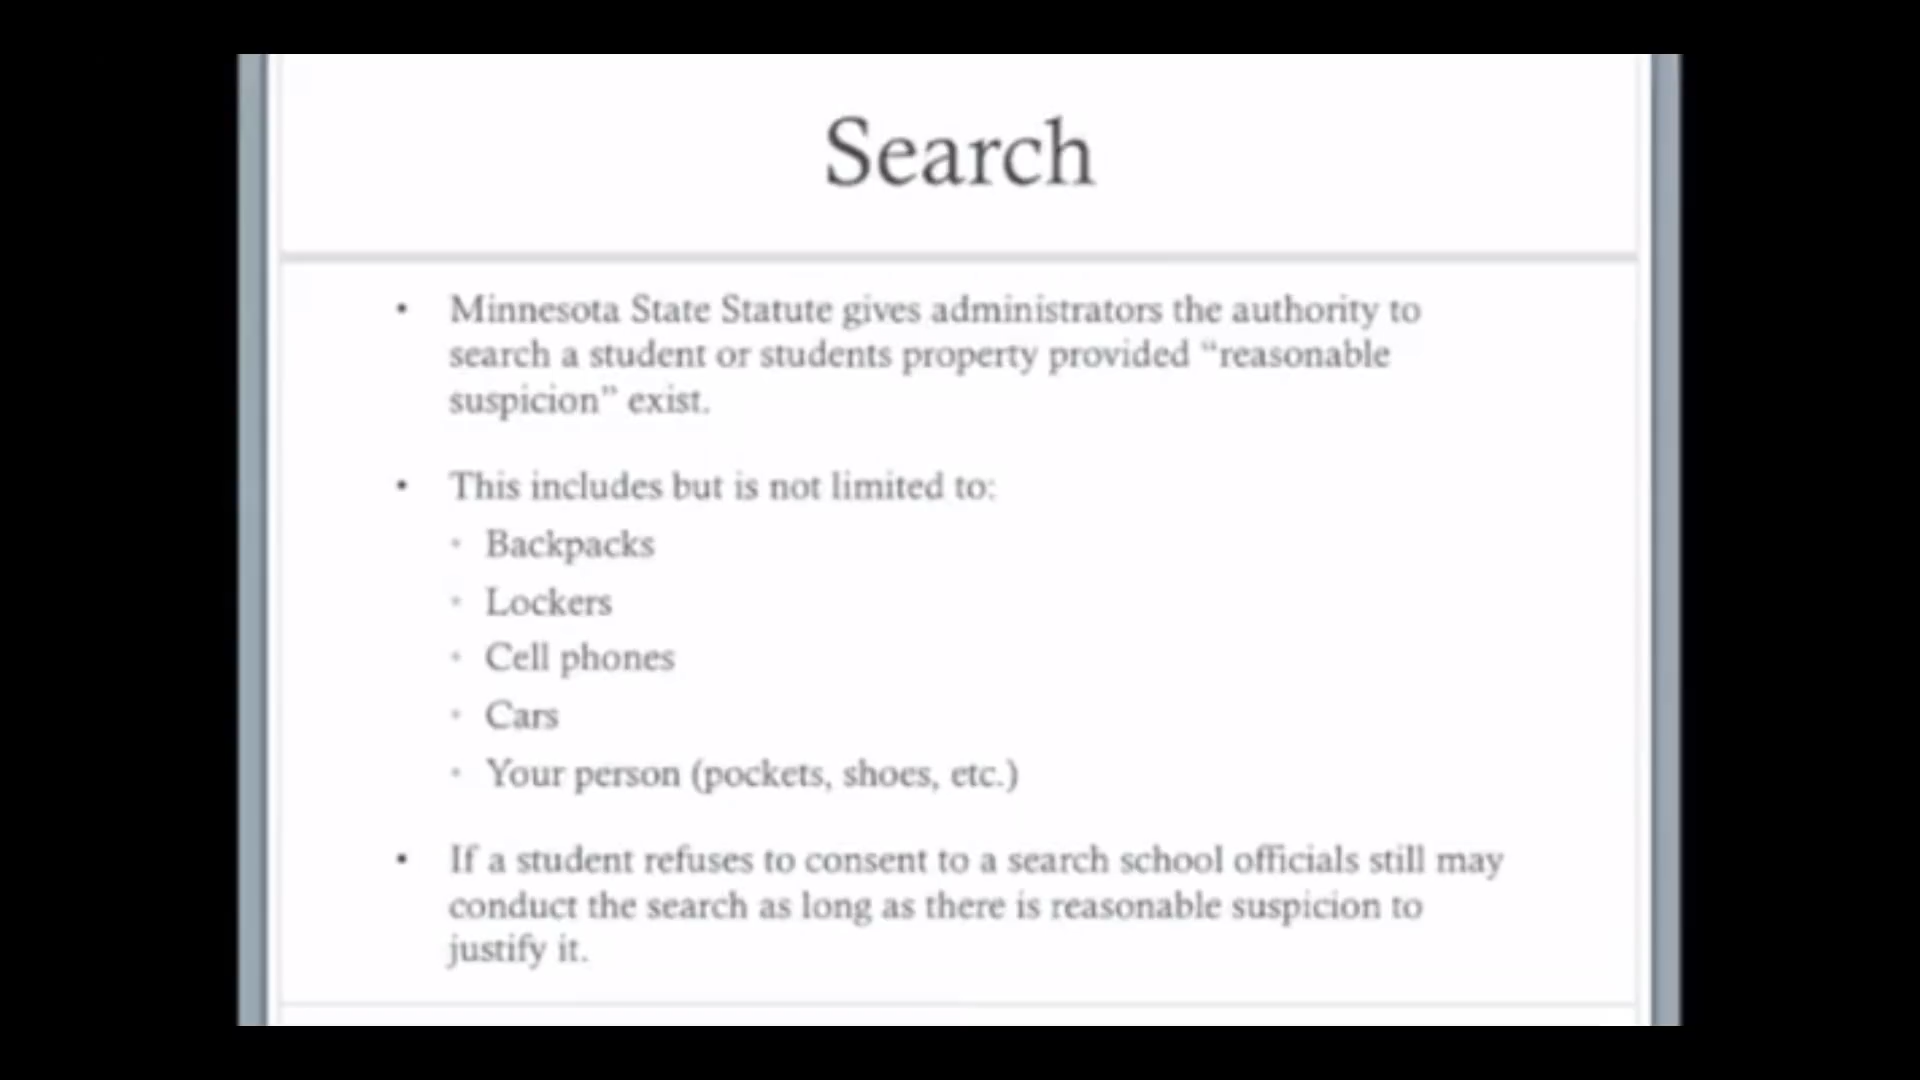 Search
• Minnesota State Statute gives administrators the authority to
search a student or students property provided “reasonable
suspicion” exist.
• This includes but is not limited to:
• Backpacks
• Lockers
• Cell phones
• Cars
• Your person (pockets, shoes, etc.)
• If a student refuses to consent to a search school officials still may
conduct the search as long as there is reasonable suspicion to
justify it.